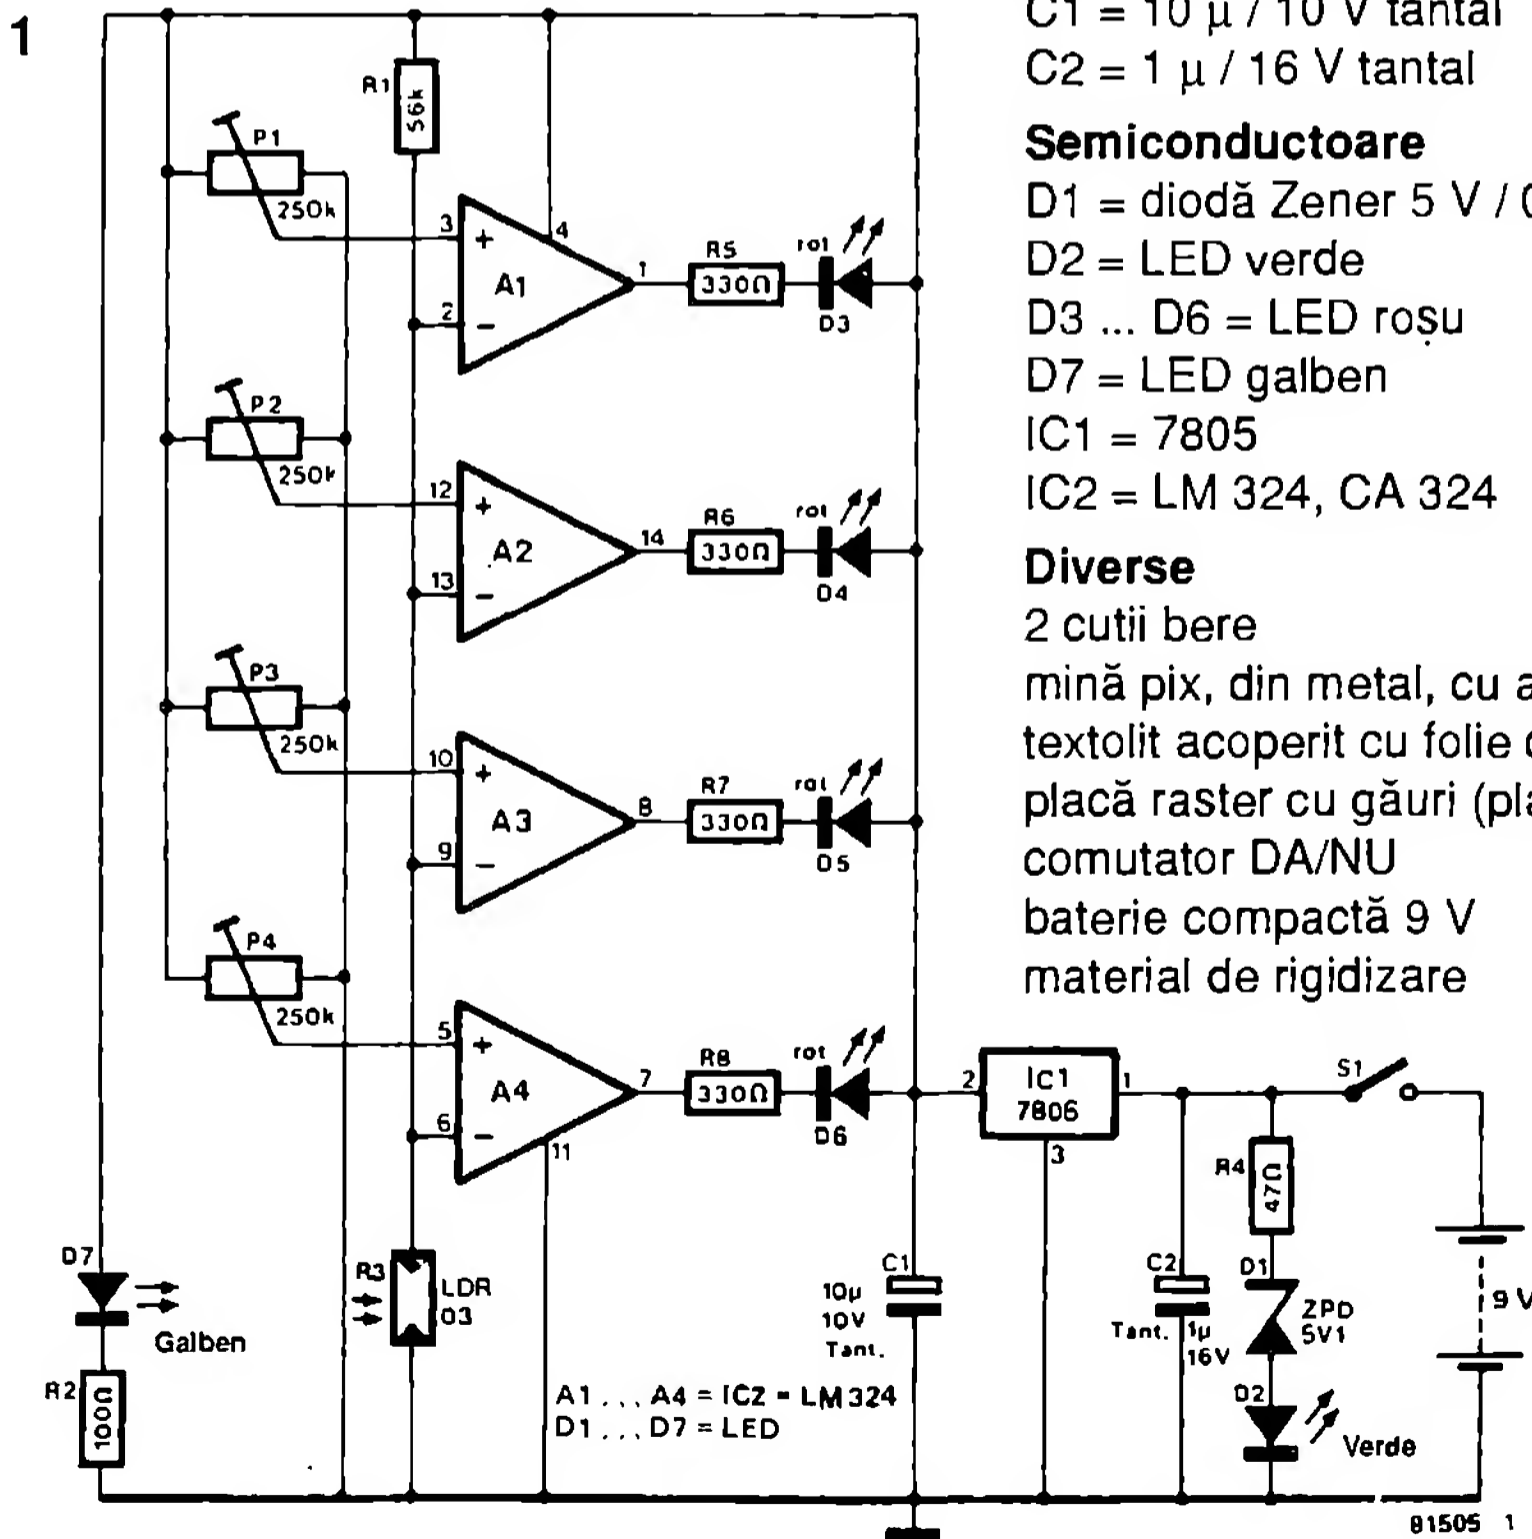 1
C1 = 10 µ / 10 V tantal
C2 = 1 µ / 16 V tantal
Semiconductoare
D1 = diodă Zener 5 V /
D2 = LED verde
D3 ... D6 = LED roșu
D7 = LED galben
IC1 = 7805
IC2 = LM 324, CA 324
Diverse
2 cutii bere
mină pix, din metal, cu
textolit acoperit cu folie
placă raster cu găuri
comutator DA/NU
baterie compactă 9 V
material de rigidizare
R1
56k
P1
250k
3
+
4
A1
2
−
1
R5
330Ω
rot
D3
P2
250k
12
+
A2
13
−
14
R6
330Ω
rot
D4
P3
250k
10
+
A3
9
−
8
R7
330Ω
rot
D5
P4
250k
5
+
A4
6
−
11
7
R8
330Ω
rot
D6
2
Ic1
7806
1
3
S1
R4
47Ω
D7
Galben
R2
100Ω
R3
LDR
03
C1
10µ
10V
Tant.
C2
Tant.
1µ
16V
D1
ZPD
5V1
D2
Verde
9 V
A1 ... A4 = IC2 = LM 324
D1 ... D7 = LED
81505 1